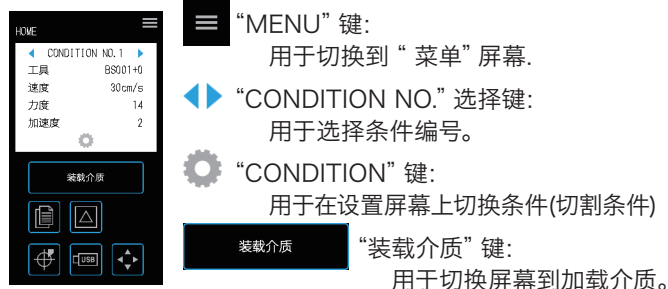 HOME
CONDITION NO.1
工具 BS001+0
速度 30cm/s
力度 14
加速度 2
装载介质
USB
“MENU” 键:
用于切换到 “ 菜单” 屏幕.
“CONDITION NO.” 选择键:
用于选择条件编号。
“CONDITION” 键:
用于在设置屏幕上切换条件(切割条件)
装载介质 “装载介质” 键:
用于切换屏幕到加载介质。